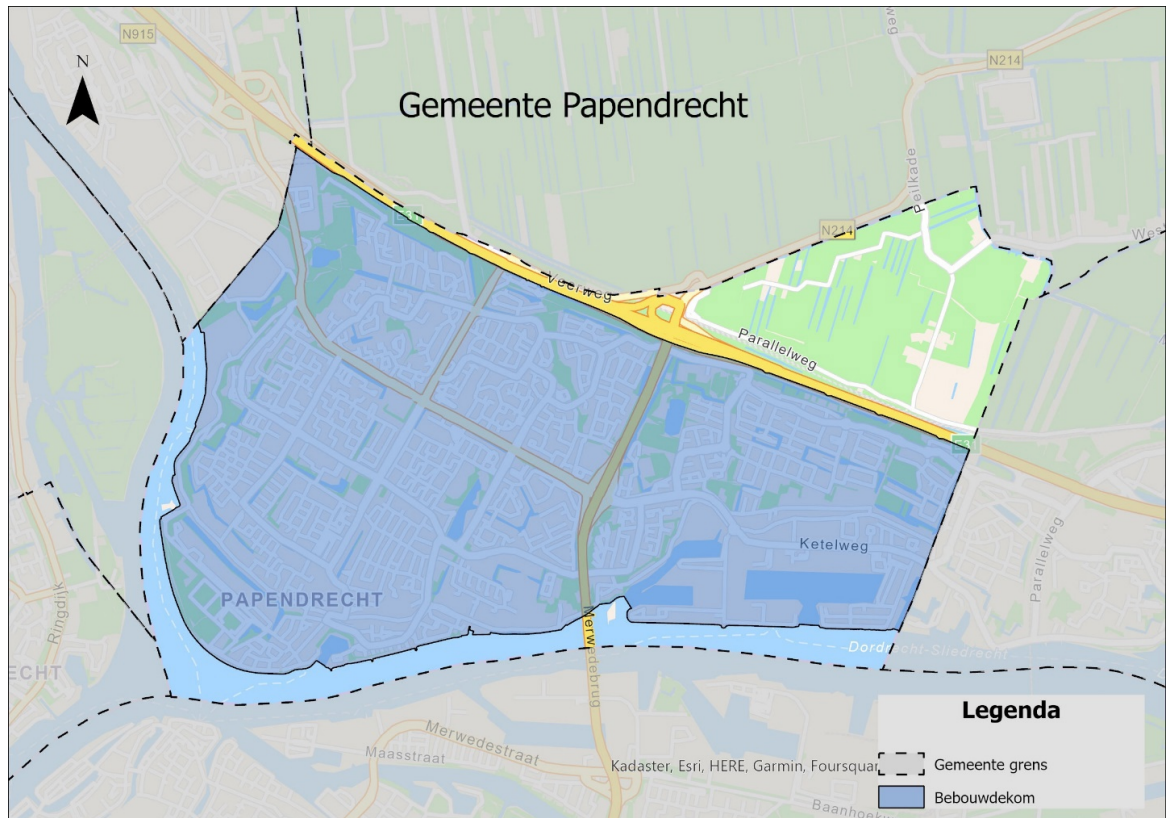 N915
N
Gemeente Papendrecht
N214
Peilkade
N214
Veerweg
Parallelweg
Ketelweg
Parallelweg
PAPENDRECHT
Ringdijk
Merwedebrug
Dordrecht-Sliedrecht
ECHT
Merwedestraat
Maasstraat
Kadaster, Esri, HERE, Garmin, Foursquar
Legenda
Gemeente grens
Bebouwdekom